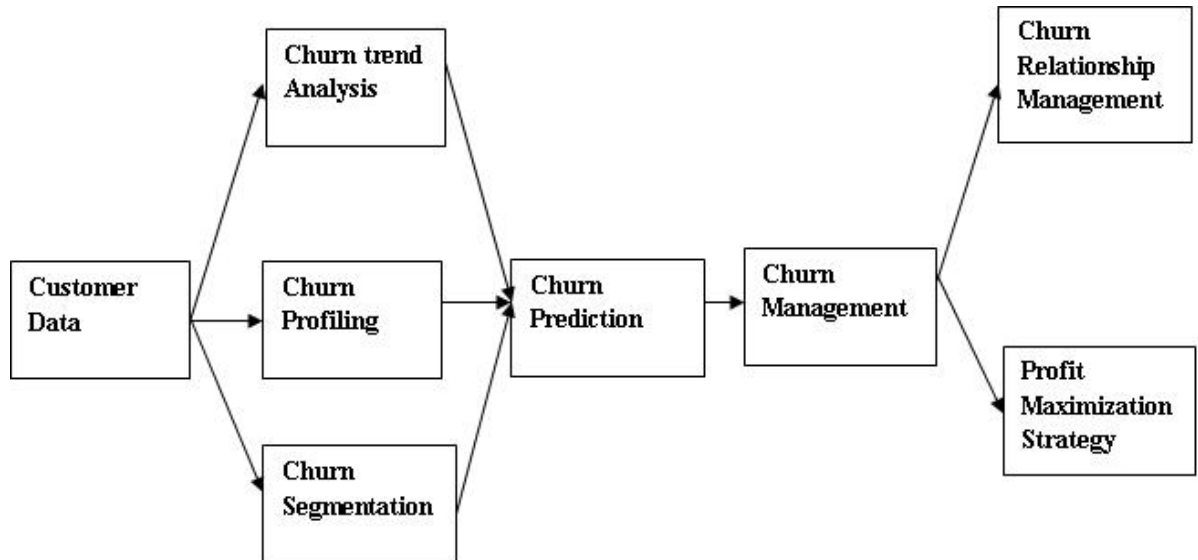 Churn trend
Analysis
Customer
Data
Churn
Profiling
Churn
Segmentation
Churn
Prediction
Churn
Management
Churn
Relationship
Management
Profit
Maximization
Strategy